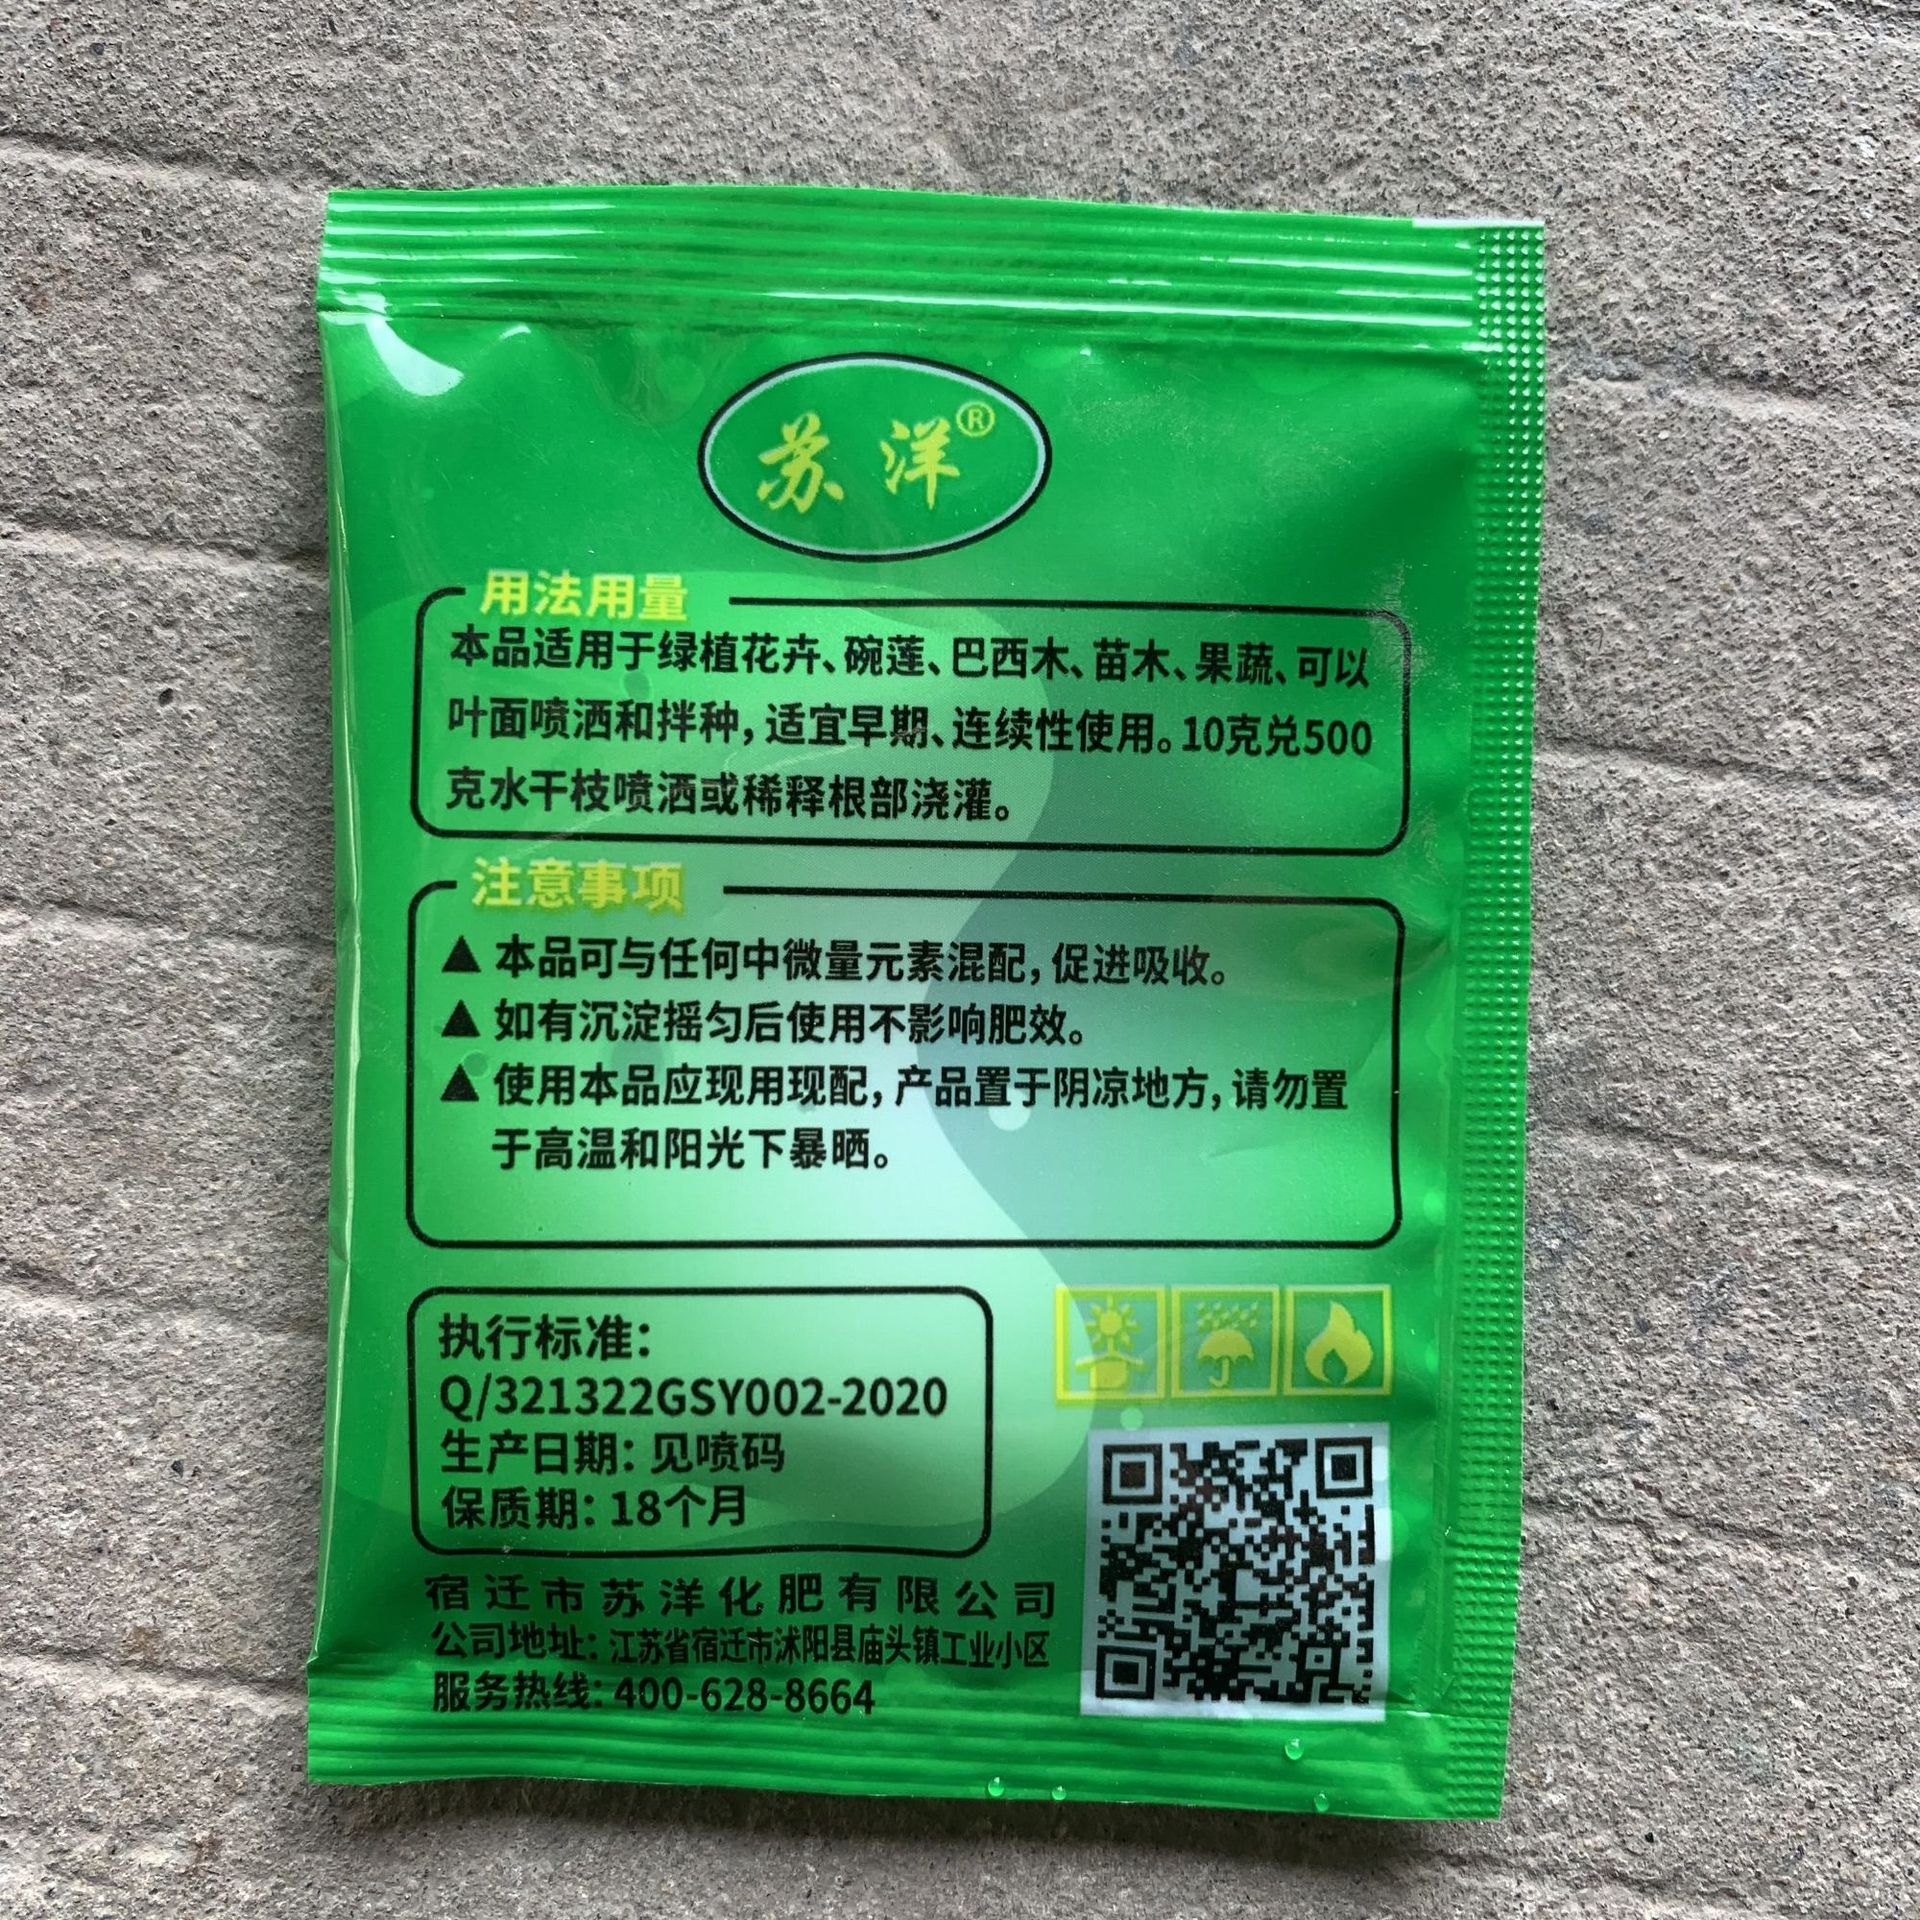 苏洋®
用法用量
本品适用于绿植花卉、碗莲、巴西木、苗木、果蔬、可以
叶面喷洒和拌种，适宜早期、连续性使用。10克兑500
克水干枝喷洒或稀释根部浇灌。
注意事项
▲ 本品可与任何中微量元素混配，促进吸收。
▲ 如有沉淀摇匀后使用不影响肥效。
▲ 使用本品应现用现配，产品置于阴凉地方，请勿置
于高温和阳光下暴晒。
执行标准：
Q/321322GSY002-2020
生产日期：见喷码
保质期：18个月
宿迁市苏洋化肥有限公司
公司地址：江苏省宿迁市沭阳县庙头镇工业小区
服务热线：400-628-8664